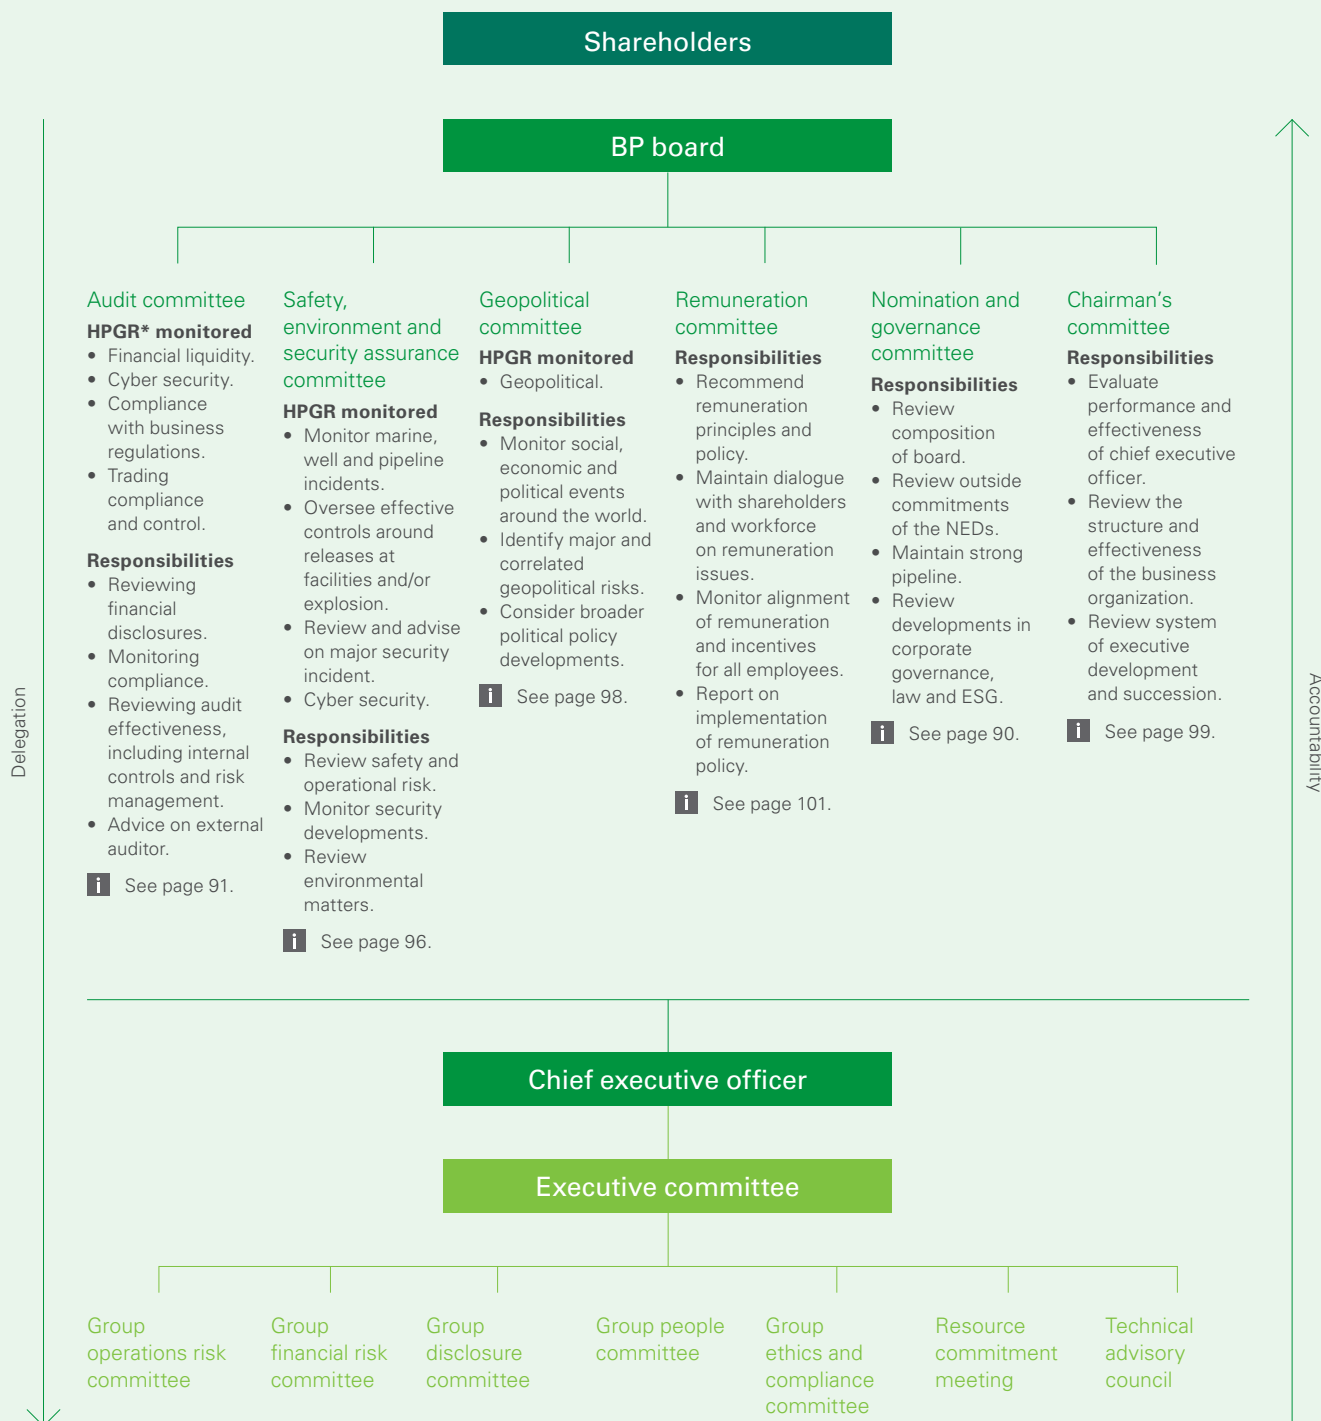 Shareholders
BP board
Delegation
Accountability
Audit committee
HPGR* monitored
• Financial liquidity.
• Cyber security.
• Compliance
with business
regulations.
• Trading
compliance
and control.
Responsibilities
• Reviewing
financial
disclosures.
• Monitoring
compliance.
• Reviewing audit
effectiveness,
including internal
controls and risk
management.
• Advice on external
auditor.
i See page 91.
Safety,
environment and
security assurance
committee
HPGR monitored
• Monitor marine,
well and pipeline
incidents.
• Oversee effective
controls around
releases at
facilities and/or
explosion.
• Review and advise
on major security
incident.
• Cyber security.
Responsibilities
• Review safety and
operational risk.
• Monitor security
developments.
• Review
environmental
matters.
i See page 96.
Geopolitical
committee
HPGR monitored
• Geopolitical.
Responsibilities
• Monitor social,
economic and
political events
around the world.
• Identify major and
correlated
geopolitical risks.
• Consider broader
political policy
developments.
i See page 98.
Remuneration
committee
Responsibilities
• Recommend
remuneration
principles and
policy.
• Maintain dialogue
with shareholders
and workforce
on remuneration
issues.
• Monitor alignment
of remuneration
and incentives
for all employees.
• Report on
implementation
of remuneration
policy.
i See page 101.
Nomination and
governance
committee
Responsibilities
• Review
composition
of board.
• Review outside
commitments
of the NEDs.
• Maintain strong
pipeline.
• Review
developments in
corporate
governance,
law and ESG.
i See page 90.
Chairman's
committee
Responsibilities
• Evaluate
performance and
effectiveness
of chief executive
officer.
• Review the
structure and
effectiveness
of the business
organization.
• Review system
of executive
development
and succession.
i See page 99.
Chief executive officer
Executive committee
Group
operations risk
committee
Group
financial risk
committee
Group
disclosure
committee
Group people
committee
Group
ethics and
compliance
committee
Resource
commitment
meeting
Technical
advisory
council